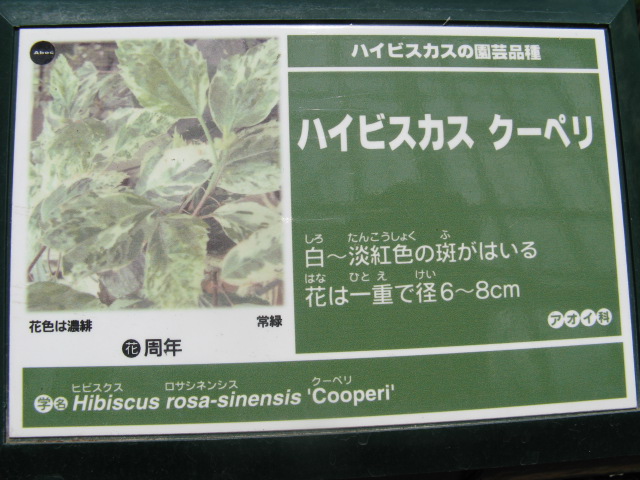 Aboc
ハイビスカスの園芸品種
ハイビスカス クーペリ
しろ たんこうしょく ふ
白～淡紅色の斑がはいる
はな ひとえ けい
花は一重で径6～8cm
アオイ科
花色は濃緋 常緑
花 周年
ヒビスクス ロサシネンシス クーペリ
学名 Hibiscus rosa-sinensis 'Cooperi'